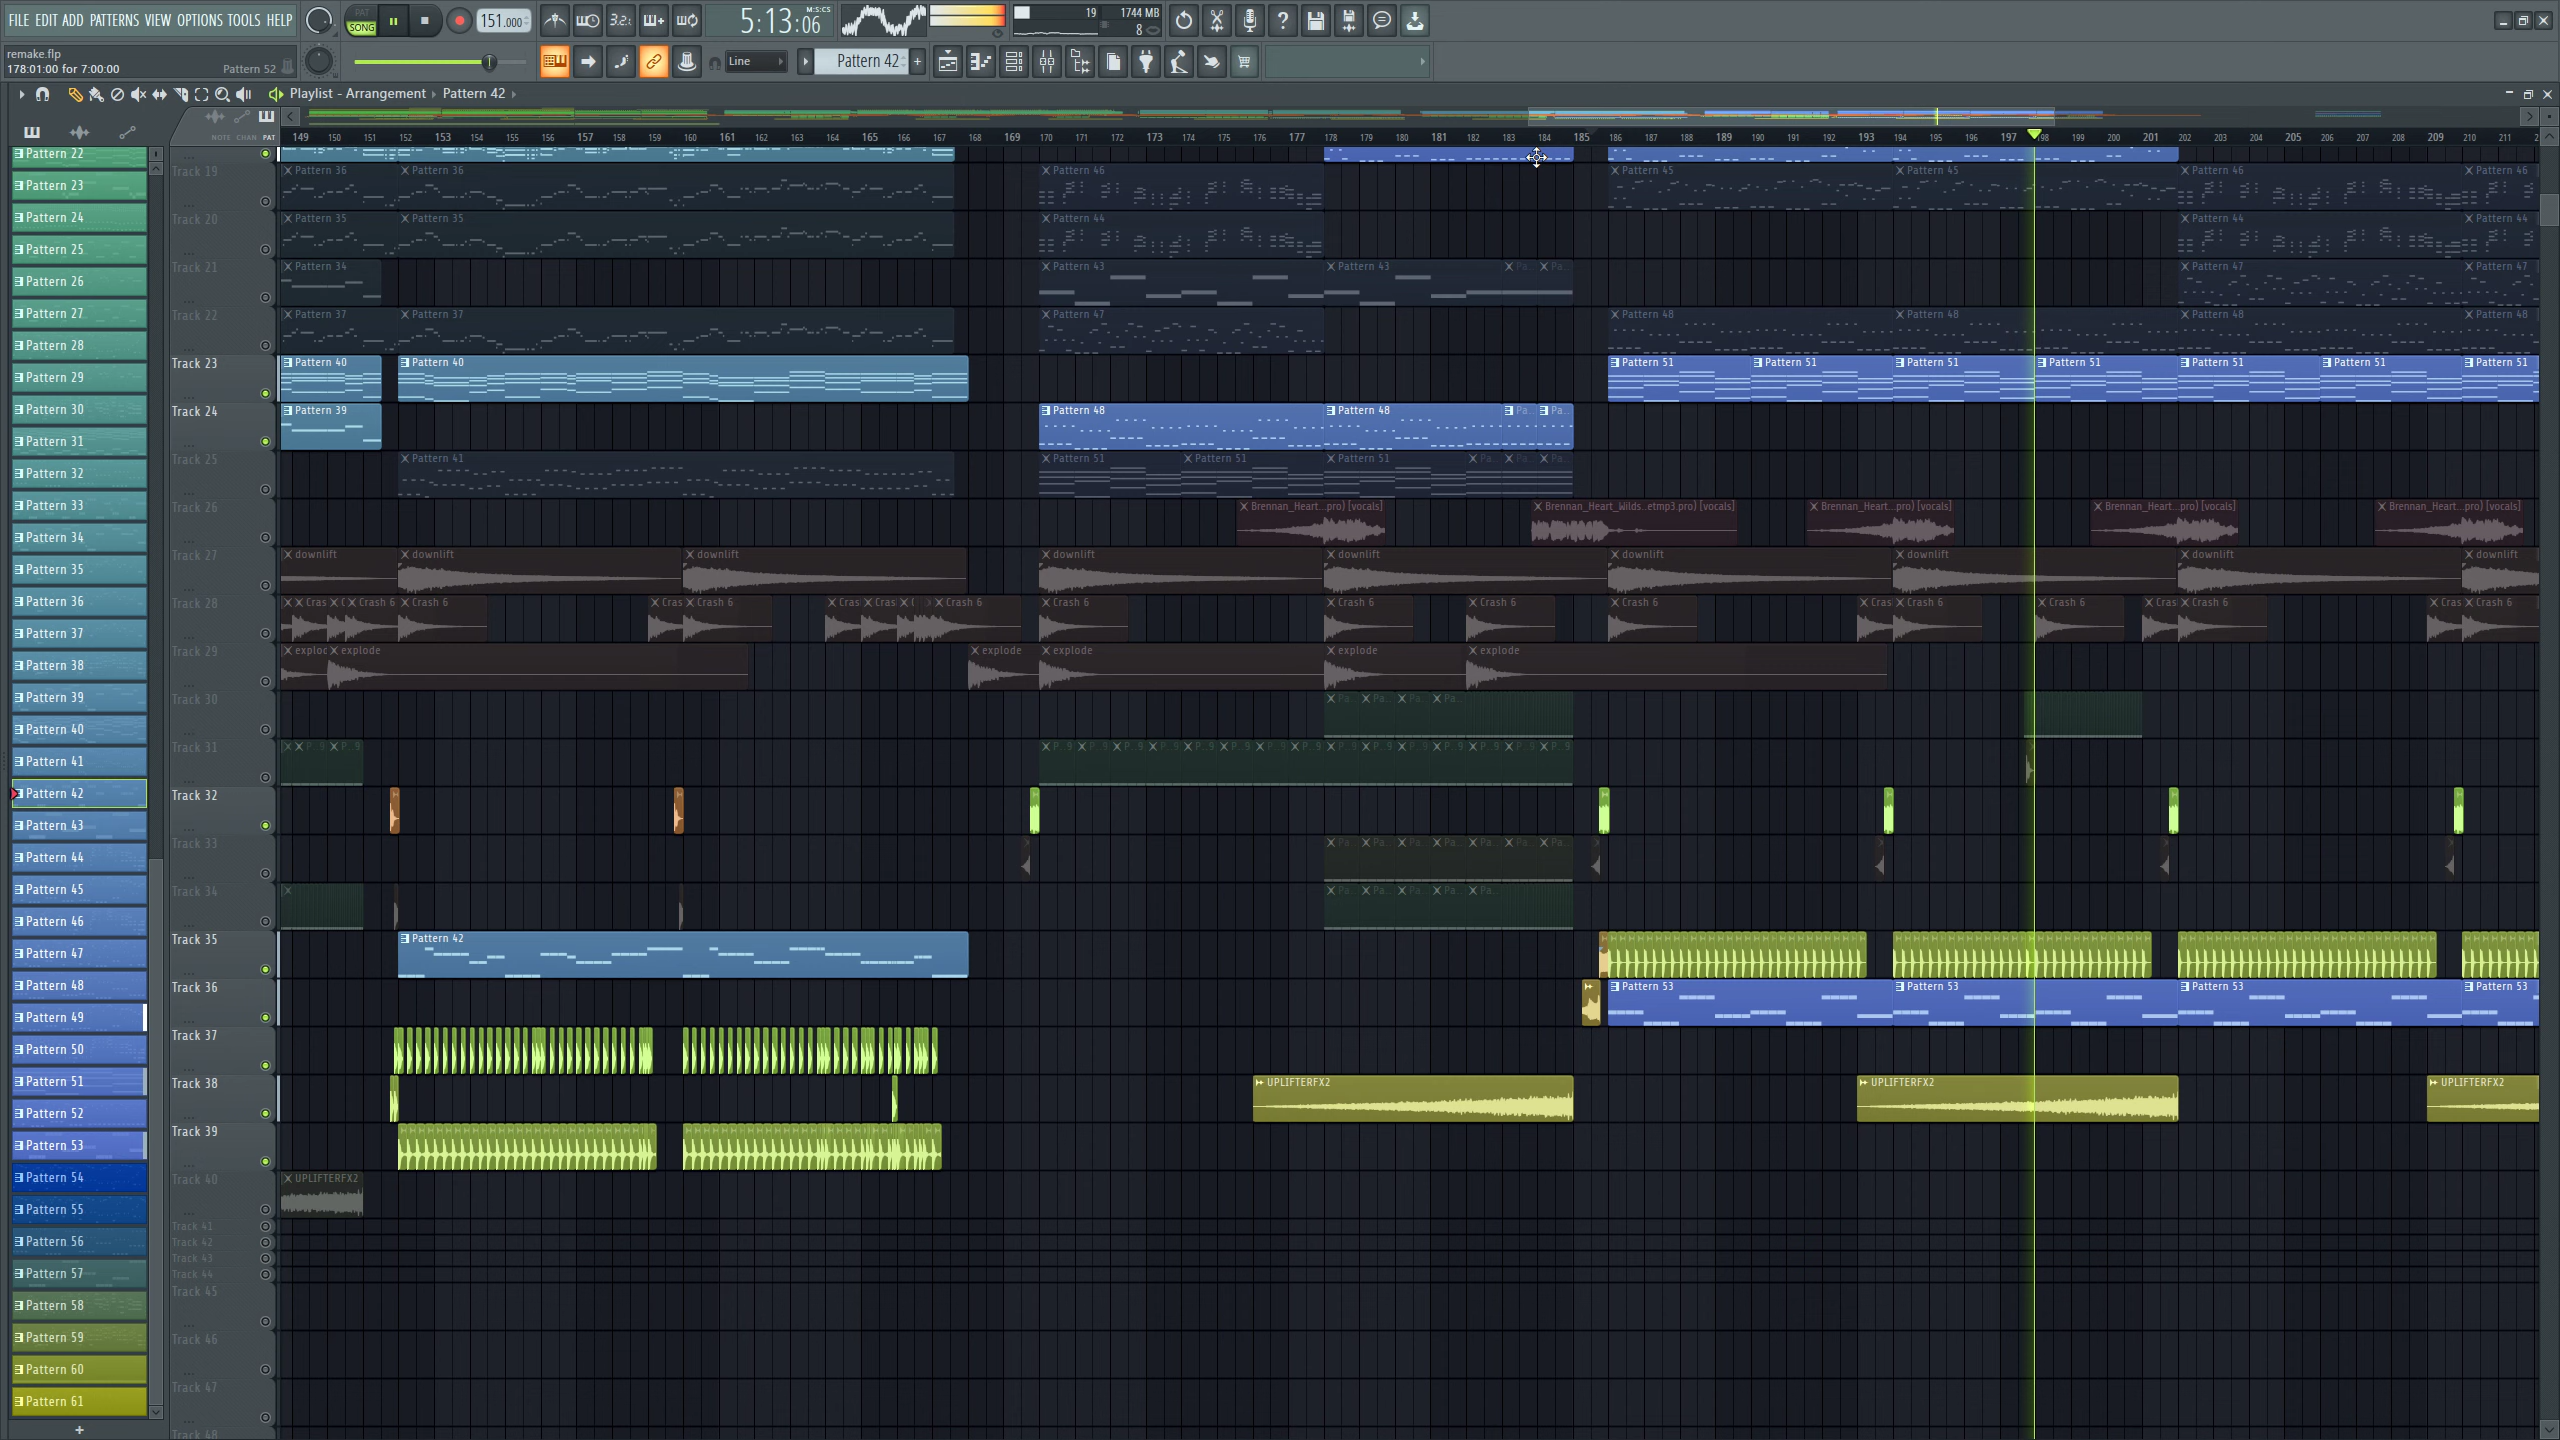 FILE EDIT ADD PATTERNS VIEW OPTIONS TOOLS HELP
PAT
SONG
151.000
3.2.
5:13:06
M:S:CS
19
1744 MB
8
remake.flp
178:01:00 for 7:00:00
Pattern 52
Line
Pattern 42
Playlist - Arrangement
Pattern 42
NOTE CHAN PAT
149 150 151 152 153 154 155 156 157 158 159 160 161 162 163 164 165 166 167 168 169 170 171 172 173 174 175 176 177 178 179 180 181 182 183 184 185 186 187 188 189 190 191 192 193 194 195 196 197 198 199 200 201 202 203 204 205 206 207 208 209 210 211
Pattern 22
Pattern 23
Pattern 24
Pattern 25
Pattern 26
Pattern 27
Pattern 28
Pattern 29
Pattern 30
Pattern 31
Pattern 32
Pattern 33
Pattern 34
Pattern 35
Pattern 36
Pattern 37
Pattern 38
Pattern 39
Pattern 40
Pattern 41
Pattern 42
Pattern 43
Pattern 44
Pattern 45
Pattern 46
Pattern 47
Pattern 48
Pattern 49
Pattern 50
Pattern 51
Pattern 52
Pattern 53
Pattern 54
Pattern 55
Pattern 56
Pattern 57
Pattern 58
Pattern 59
Pattern 60
Pattern 61
+
Track 19 Pattern 36 Pattern 36 Pattern 46 Pattern 45 Pattern 45 Pattern 46 Pattern 46
Track 20 Pattern 35 Pattern 35 Pattern 44 Pattern 44 Pattern 44
Track 21 Pattern 34 Pattern 43 Pattern 43 Pa... Pa... Pattern 47 Pattern 47
Track 22 Pattern 37 Pattern 37 Pattern 47 Pattern 48 Pattern 48 Pattern 48 Pattern 48
Track 23 Pattern 40 Pattern 40 Pattern 51 Pattern 51 Pattern 51 Pattern 51 Pattern 51 Pattern 51 Pattern 51
Track 24 Pattern 39 Pattern 48 Pattern 48 Pa... Pa...
Track 25 Pattern 41 Pattern 51 Pattern 51 Pattern 51 Pa... Pa... Pa...
Track 26 Brennan_Heart...pro) [vocals] Brennan_Heart_Wilds...etmp3.pro) [vocals] Brennan_Heart...pro) [vocals] Brennan_Heart...pro) [vocals] Brennan_Heart...pro) [vocals]
Track 27 downlift downlift downlift downlift downlift downlift downlift downlift downlift
Track 28 Cras Crash 6 Crash 6 Cras Crash 6 Cras Cras Crash 6 Crash 6 Crash 6 Crash 6 Crash 6 Cras Crash 6 Crash 6 Cras Crash 6 Cras Crash 6
Track 29 explode explode explode explode explode
Track 30 Pa... Pa... Pa... Pa...
Track 31 P...9 P...9 P...9 P...9 P...9 P...9 P...9 P...9 P...9 P...9 P...9 P...9 P...9 P...9 P...9 P...9 P...9
Track 32
Track 33 Pa... Pa... Pa... Pa... Pa... Pa... Pa...
Track 34 Pa... Pa... Pa... Pa... Pa...
Track 35 Pattern 42
Track 36 Pattern 53 Pattern 53 Pattern 53 Pattern 53
Track 37
Track 38 UPLIFTERFX2 UPLIFTERFX2 UPLIFTERFX2
Track 39
Track 40 UPLIFTERFX2
Track 41
Track 42
Track 43
Track 44
Track 45
Track 46
Track 47
Track 48